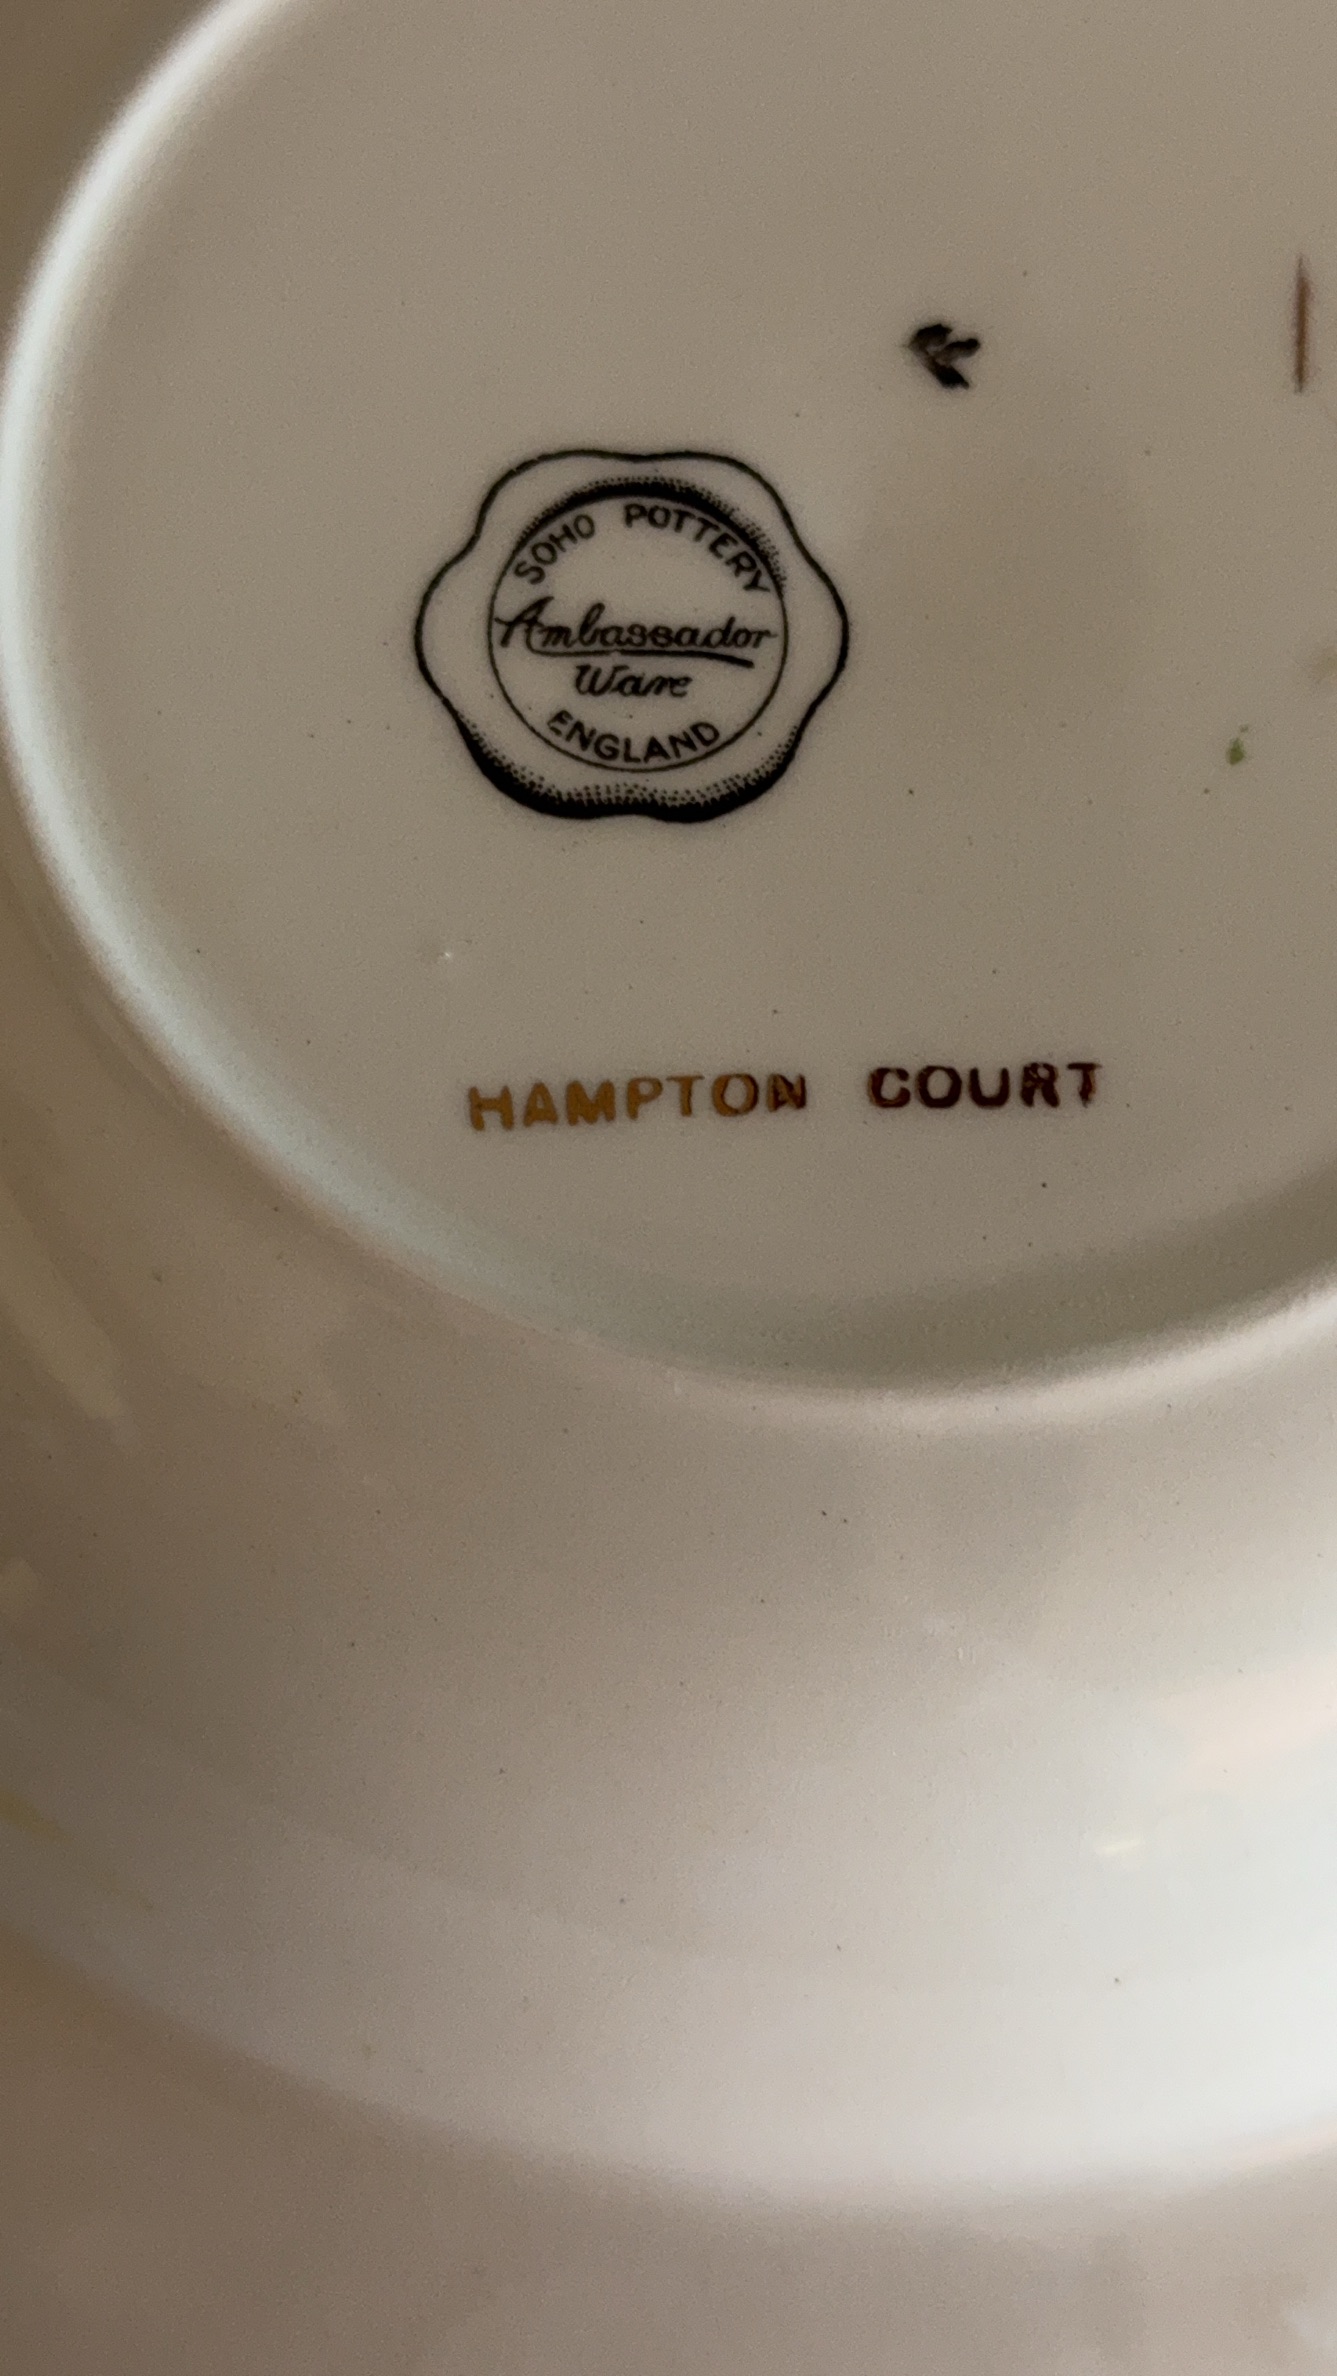 SOHO POTTERY
Ambassador
Ware
ENGLAND
HAMPTON COURT